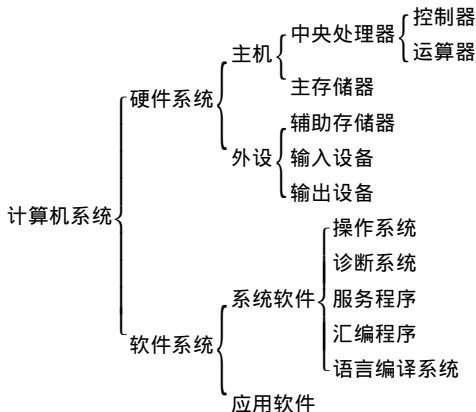 控制器
中央处理器
运算器
主机
主存储器
硬件系统
辅助存储器
外设
输入设备
输出设备
计算机系统
操作系统
诊断系统
系统软件
服务程序
汇编程序
软件系统
语言编译系统
应用软件